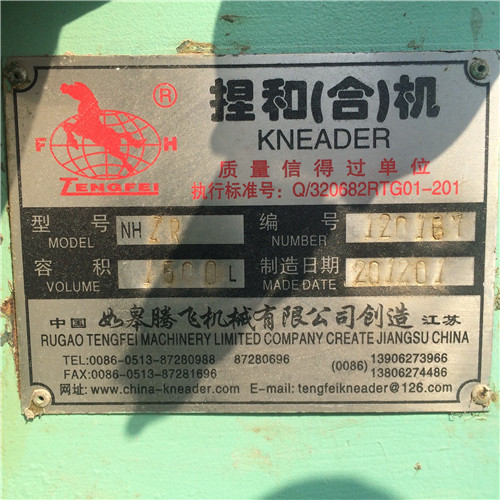 ®
F H
TENGFEI
捏和(合)机
KNEADER
质量信得过单位
执行标准号: Q/320682RTG01-201
型号 NH ZR 编号
MODEL NUMBER
容积 1500 L 制造日期
VOLUME MADE DATE
中国 如皋腾飞机械有限公司创造 江苏
RUGAO TENGFEI MACHINERY LIMITED COMPANY CREATE JIANGSU CHINA
TEL:0086-0513-87280988 87280696 (0086) 13906273966
FAX:0086-0513-87281696 13806274486
网址: www.china-kneader.com E-mail: tengfeikneader@126.com